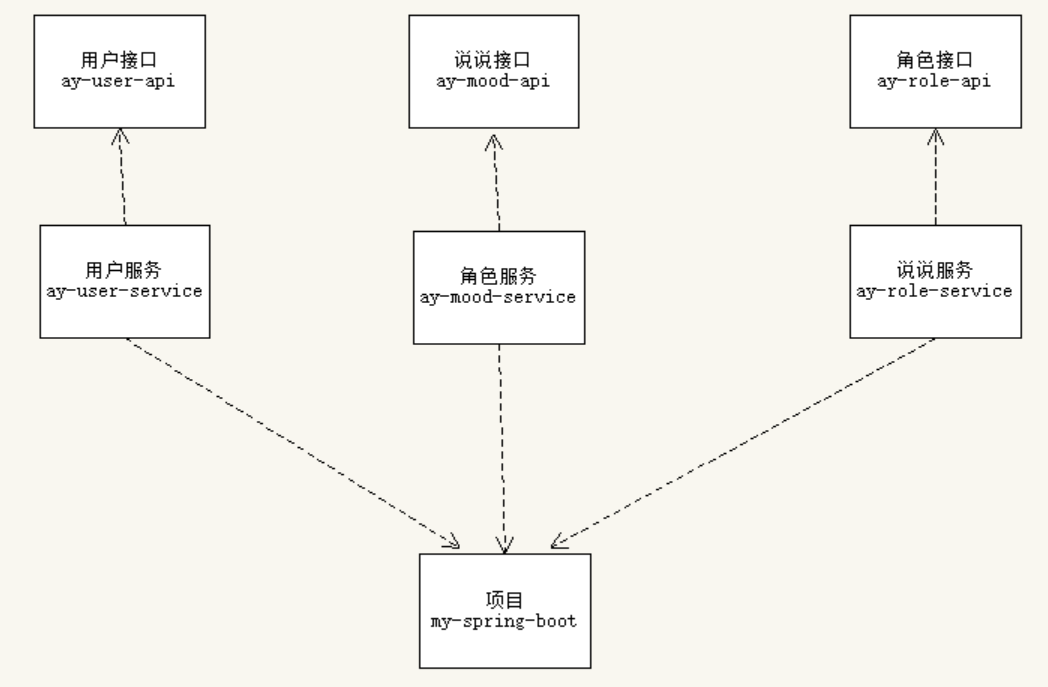 用户接口
ay-user-api
说说接口
ay-mood-api
角色接口
ay-role-api
用户服务
ay-user-service
角色服务
ay-mood-service
说说服务
ay-role-service
项目
my-spring-boot